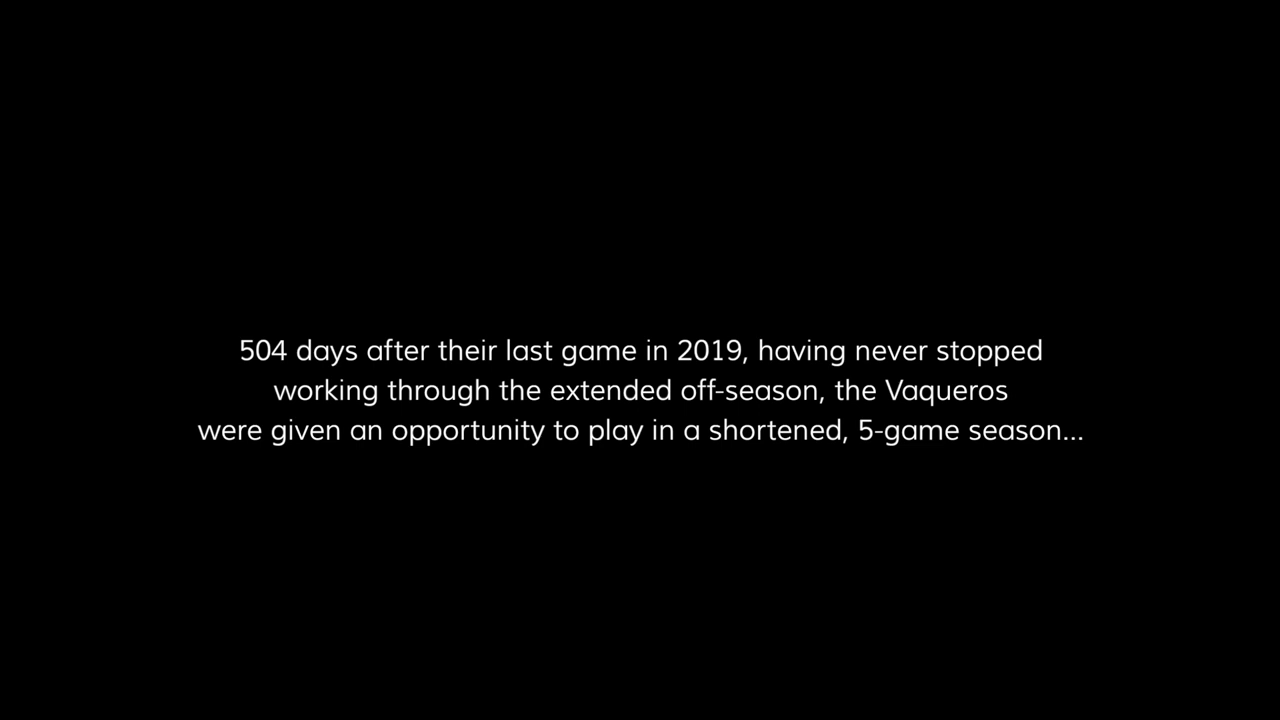 504 days after their last game in 2019, having never stopped
working through the extended off-season, the Vaqueros
were given an opportunity to play in a shortened, 5-game season...